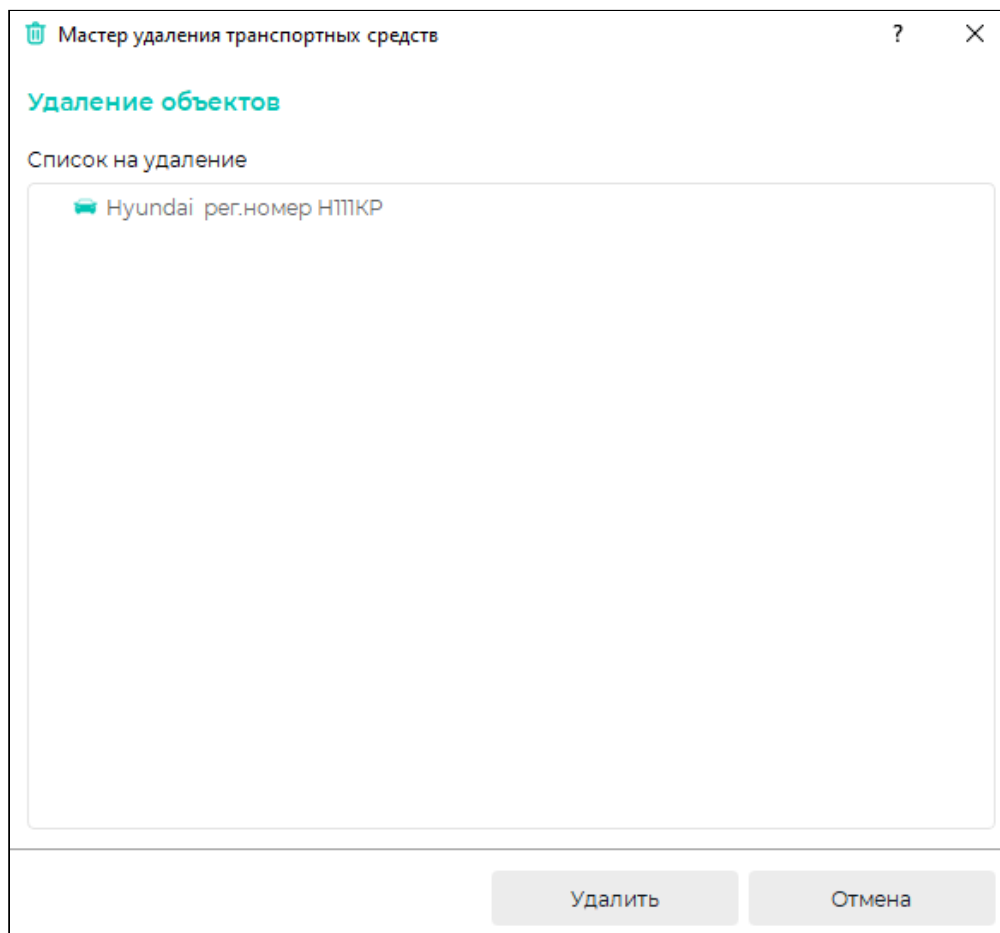 Мастер удаления транспортных средств ?
Удаление объектов
Список на удаление
Hyundai рег.номер Н111КР
Удалить Отмена